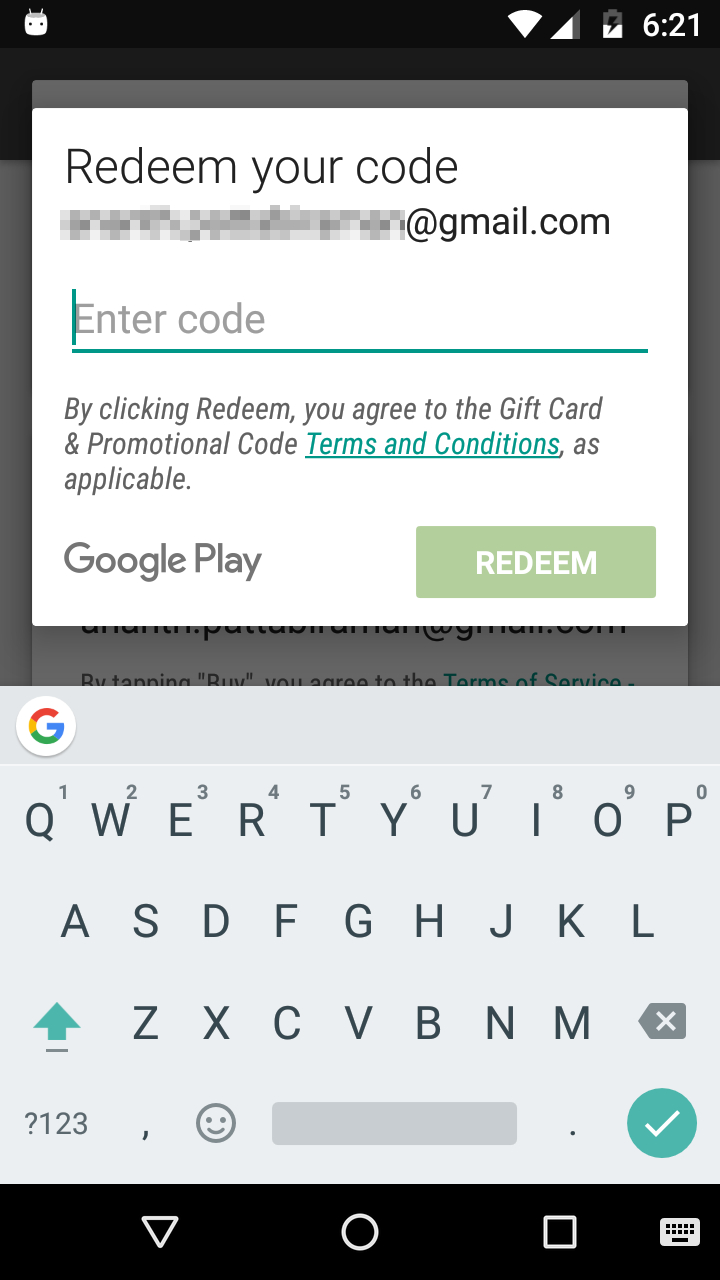 6:21
Redeem your code
@gmail.com
Enter code
By clicking Redeem, you agree to the Gift Card
& Promotional Code Terms and Conditions, as
applicable.
Google Play
REDEEM
@gmail.com
By tapping "Buy", you agree to the Terms of Service -
G
Q 1 W 2 E 3 R 4 T 5 Y 6 U 7 I 8 O 9 P 0
A S D F G H J K L
Z X C V B N M
?123 , .